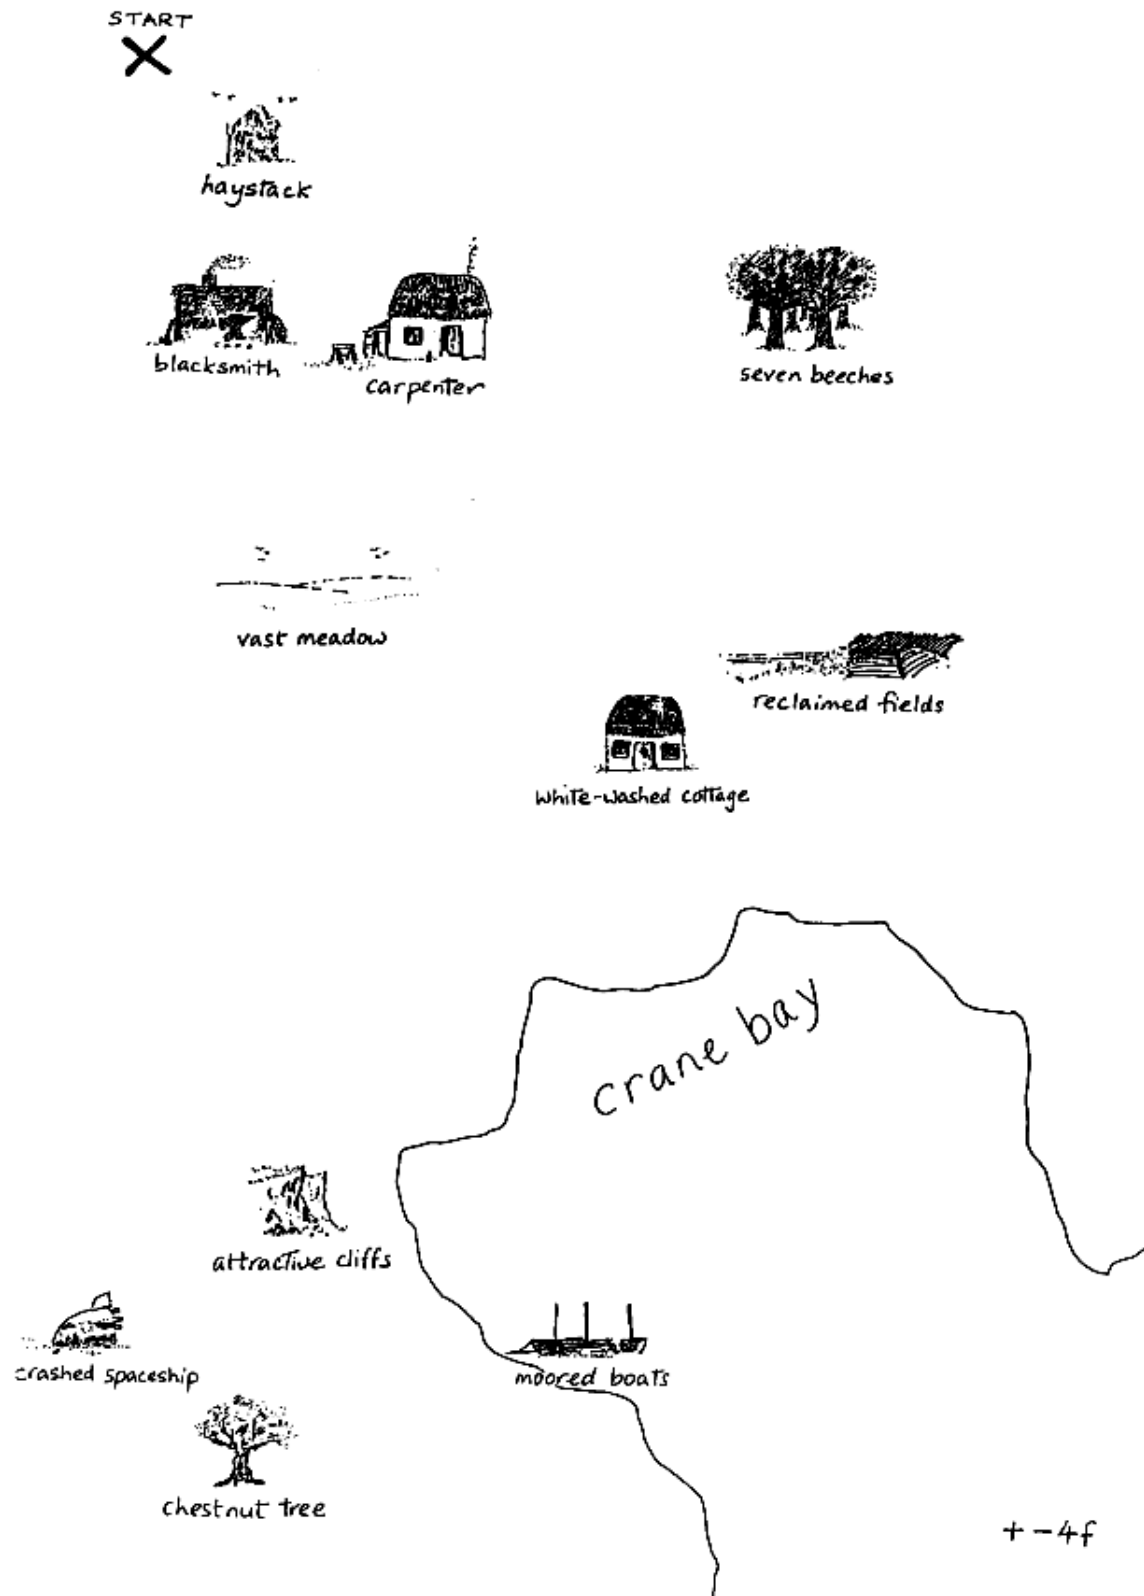 START
haystack
blacksmith
carpenter
seven beeches
vast meadow
reclaimed fields
white-washed cottage
crane bay
attractive cliffs
crashed spaceship
moored boats
chestnut tree
+-4f